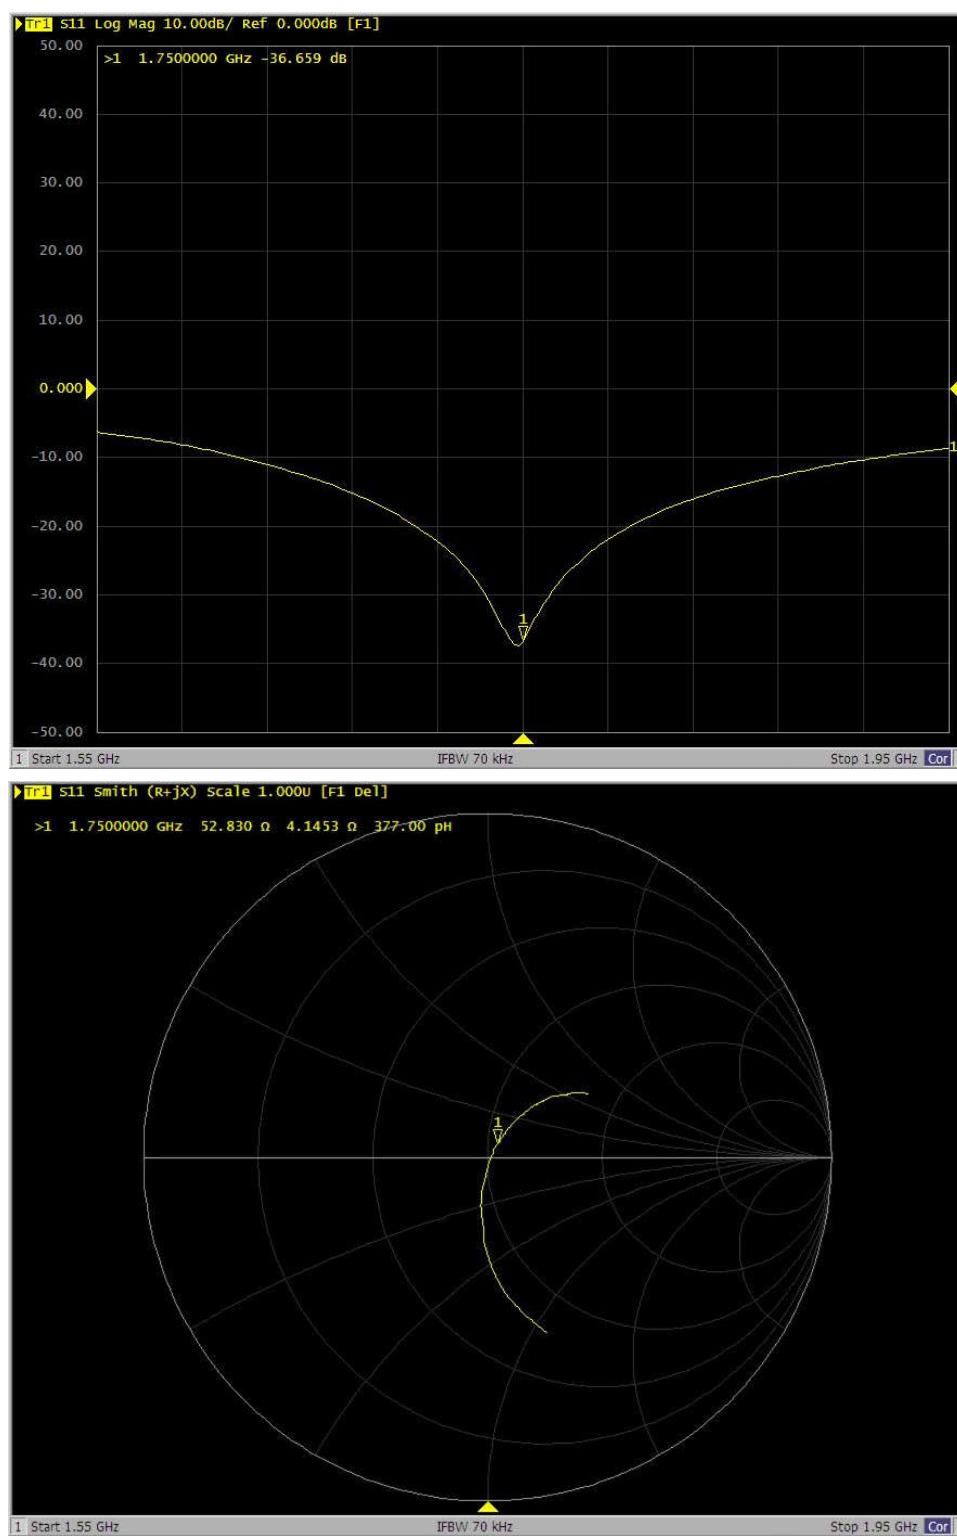 Tr1 S11 Log Mag 10.00dB/ Ref 0.000dB [F1]
50.00
>1 1.7500000 GHz -36.659 dB
40.00
30.00
20.00
10.00
0.000
-10.00
1
-20.00
-30.00
1
-40.00
-50.00
1 Start 1.55 GHz IFBW 70 kHz Stop 1.95 GHz Cor
Tr1 S11 Smith (R+jX) Scale 1.000U [F1 Del]
>1 1.7500000 GHz 52.830 Ω 4.1453 Ω 377.00 pH
1
1 Start 1.55 GHz IFBW 70 kHz Stop 1.95 GHz Cor